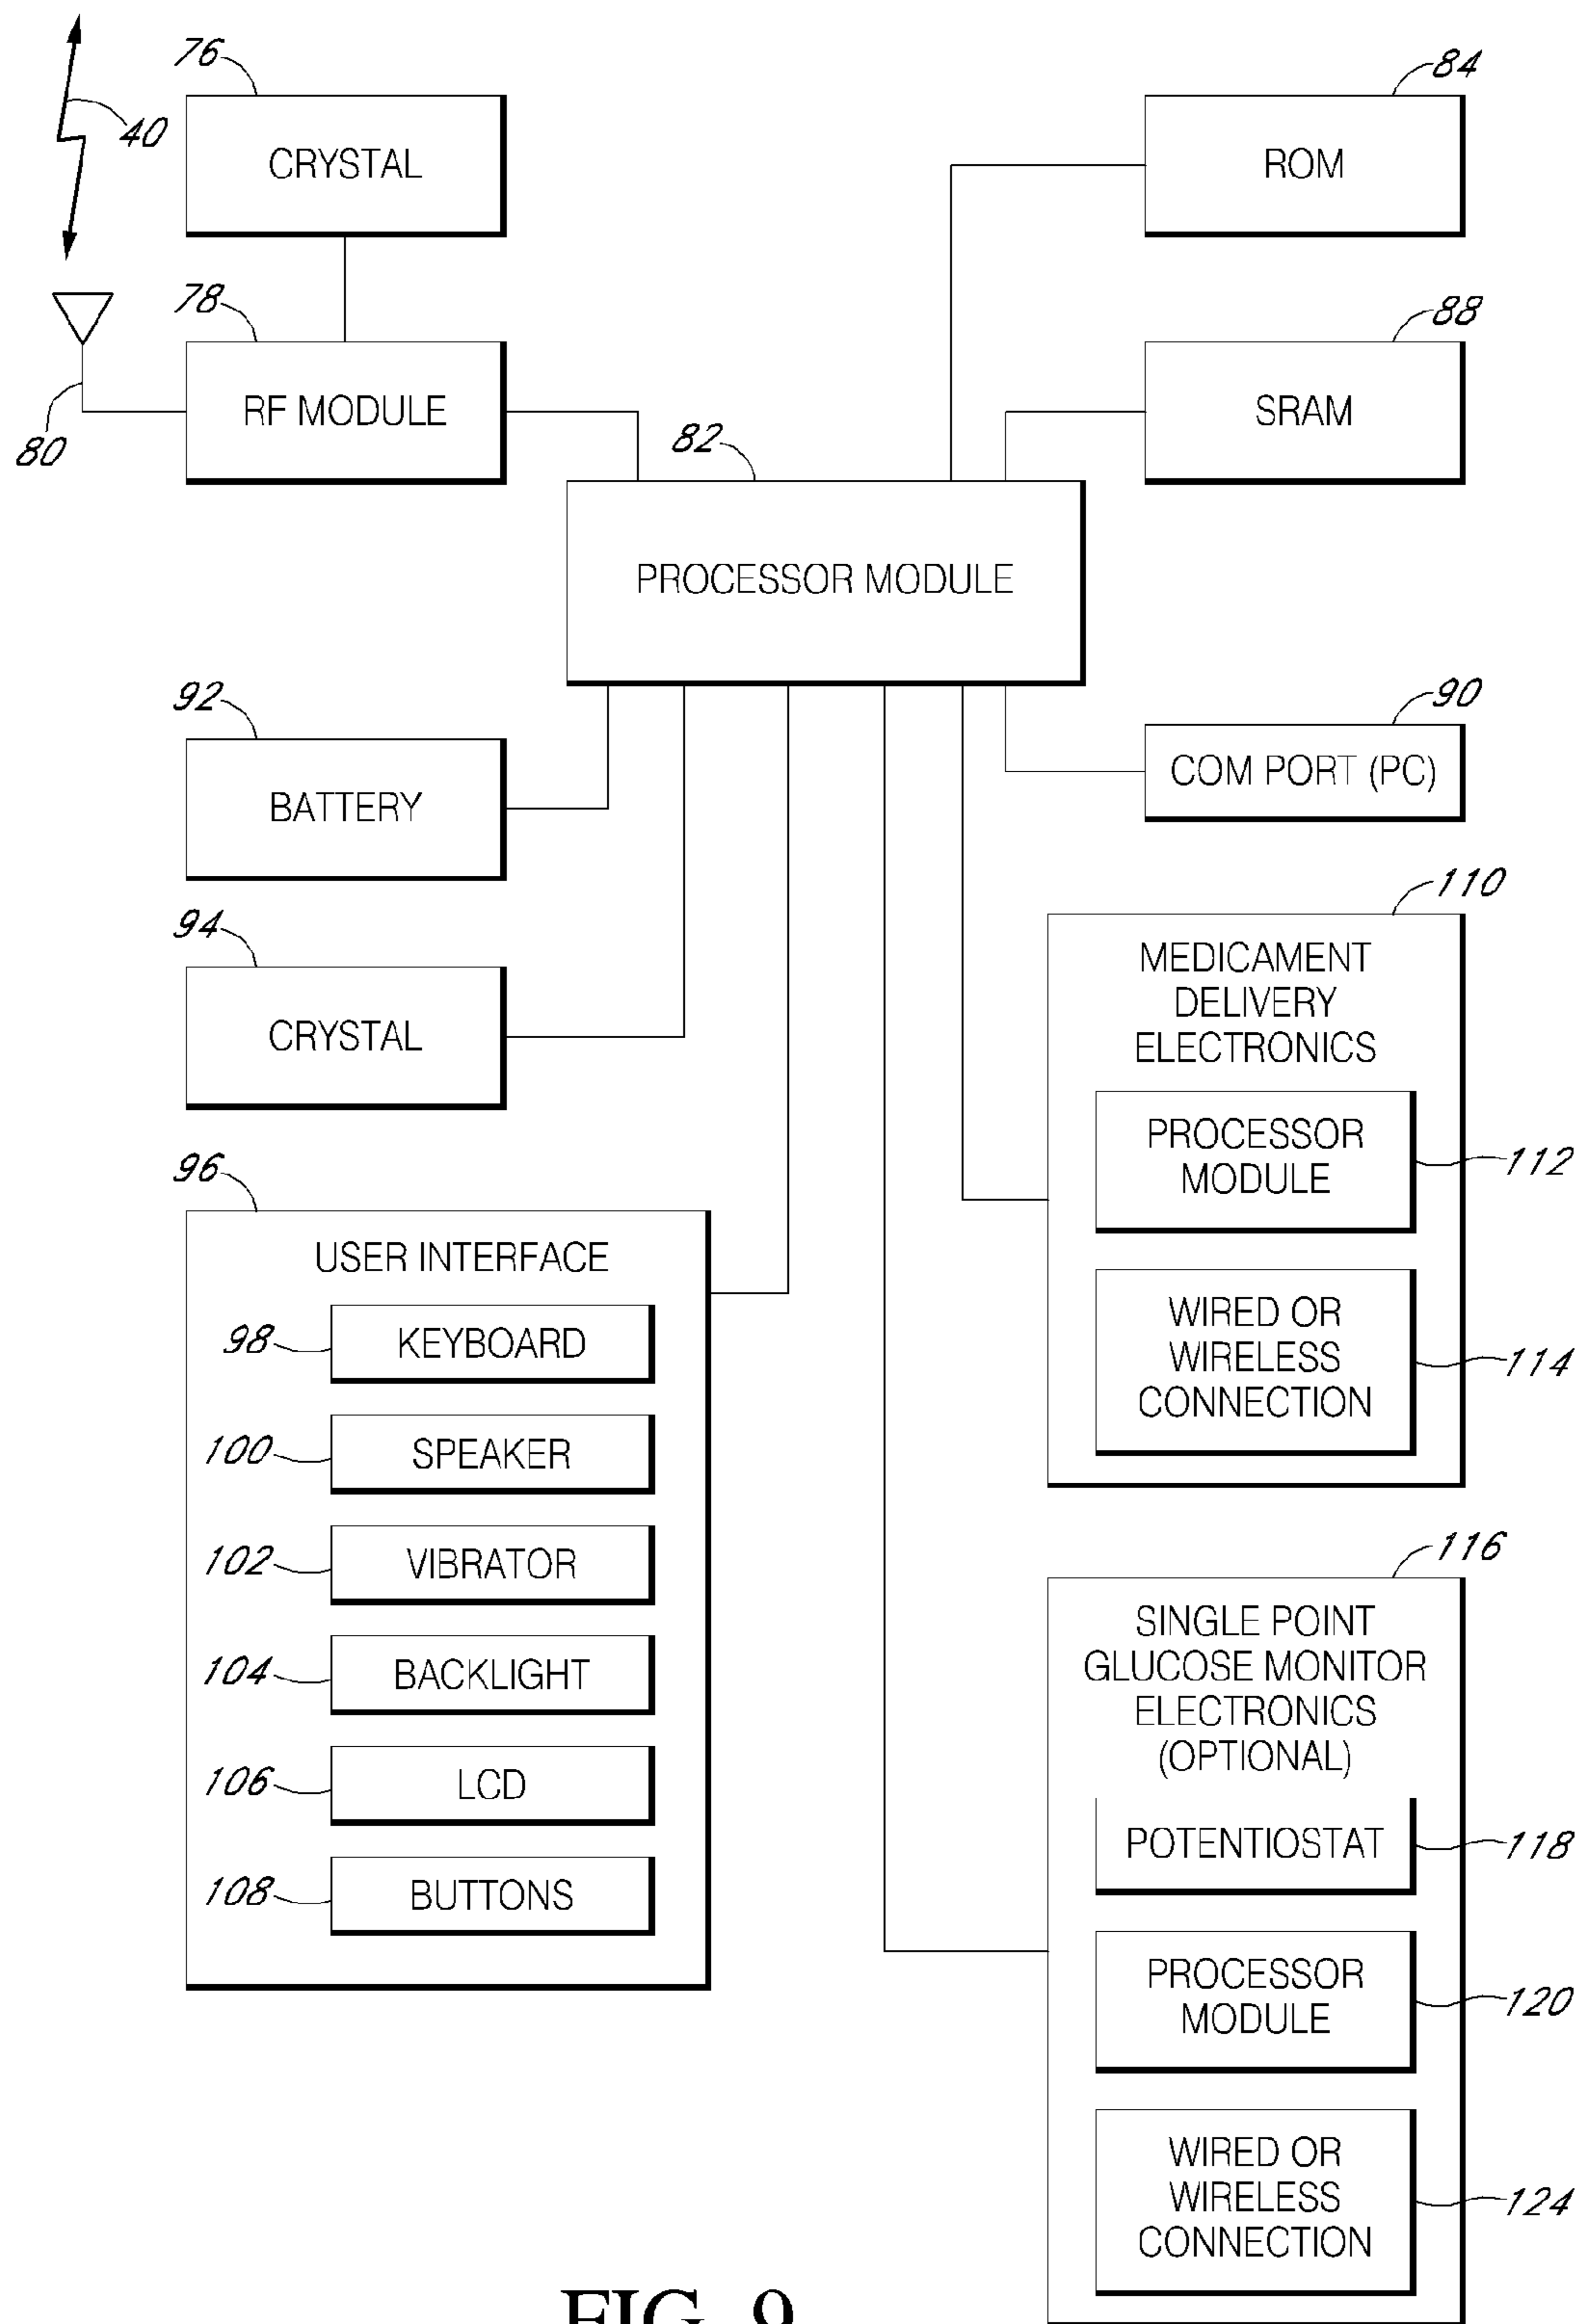 76
84
40
CRYSTAL
ROM
78
88
RF MODULE
SRAM
80
82
PROCESSOR MODULE
92
90
COM PORT (PC)
BATTERY
110
94
MEDICAMENT
DELIVERY
ELECTRONICS
CRYSTAL
PROCESSOR
MODULE
112
96
USER INTERFACE
WIRED OR
WIRELESS
CONNECTION
114
98
KEYBOARD
100
SPEAKER
102
VIBRATOR
104
BACKLIGHT
106
LCD
108
BUTTONS
116
SINGLE POINT
GLUCOSE MONITOR
ELECTRONICS
(OPTIONAL)
POTENTIOSTAT
118
PROCESSOR
MODULE
120
WIRED OR
WIRELESS
CONNECTION
124
FIG. 9